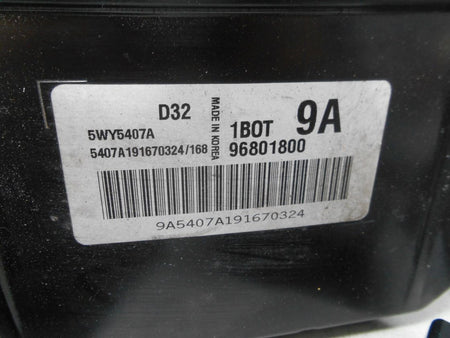 D32
MADE IN KOREA
1BOT 9A
5WY5407A
5407A191670324/168
96801800
9A5407A191670324